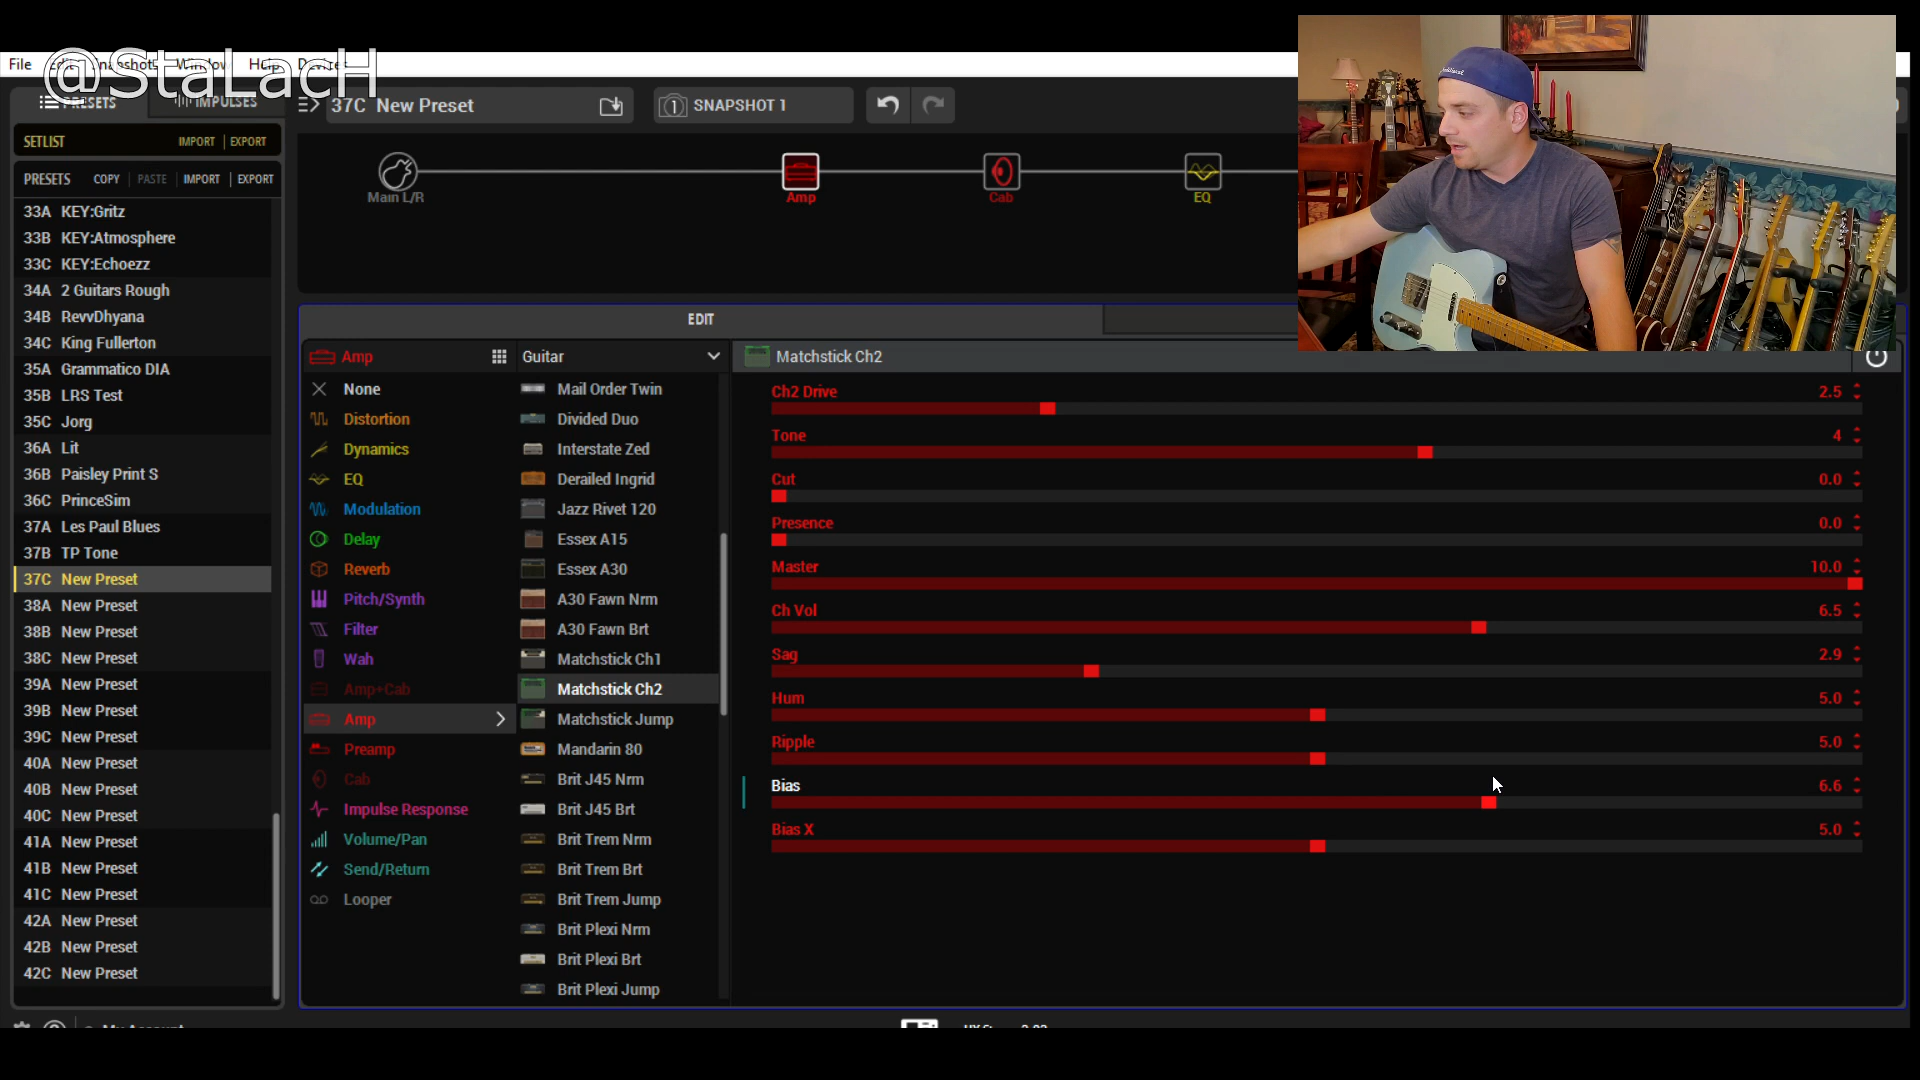 @StaLacH
File Edit Snapshots Window Help Devices
PRESETS
IMPULSES
37C New Preset
1 SNAPSHOT 1
SETLIST IMPORT | EXPORT
PRESETS COPY | PASTE | IMPORT | EXPORT
Main L/R
Amp
Cab
EQ
33A KEY:Gritz
33B KEY:Atmosphere
33C KEY:Echoezz
34A 2 Guitars Rough
34B RevvDhyana
34C King Fullerton
35A Grammatico DIA
35B LRS Test
35C Jorg
36A Lit
36B Paisley Print S
36C PrinceSim
37A Les Paul Blues
37B TP Tone
37C New Preset
38A New Preset
38B New Preset
38C New Preset
39A New Preset
39B New Preset
39C New Preset
40A New Preset
40B New Preset
40C New Preset
41A New Preset
41B New Preset
41C New Preset
42A New Preset
42B New Preset
42C New Preset
EDIT
Amp
None
Distortion
Dynamics
EQ
Modulation
Delay
Reverb
Pitch/Synth
Filter
Wah
Amp+Cab
Amp
Preamp
Cab
Impulse Response
Volume/Pan
Send/Return
Looper
Guitar
Mail Order Twin
Divided Duo
Interstate Zed
Derailed Ingrid
Jazz Rivet 120
Essex A15
Essex A30
A30 Fawn Nrm
A30 Fawn Brt
Matchstick Ch1
Matchstick Ch2
Matchstick Jump
Mandarin 80
Brit J45 Nrm
Brit J45 Brt
Brit Trem Nrm
Brit Trem Brt
Brit Trem Jump
Brit Plexi Nrm
Brit Plexi Brt
Brit Plexi Jump
Matchstick Ch2
Ch2 Drive 2.5
Tone 4
Cut 0.0
Presence 0.0
Master 10.0
Ch Vol 6.5
Sag 2.9
Hum 5.0
Ripple 5.0
Bias 6.6
Bias X 5.0
My Account